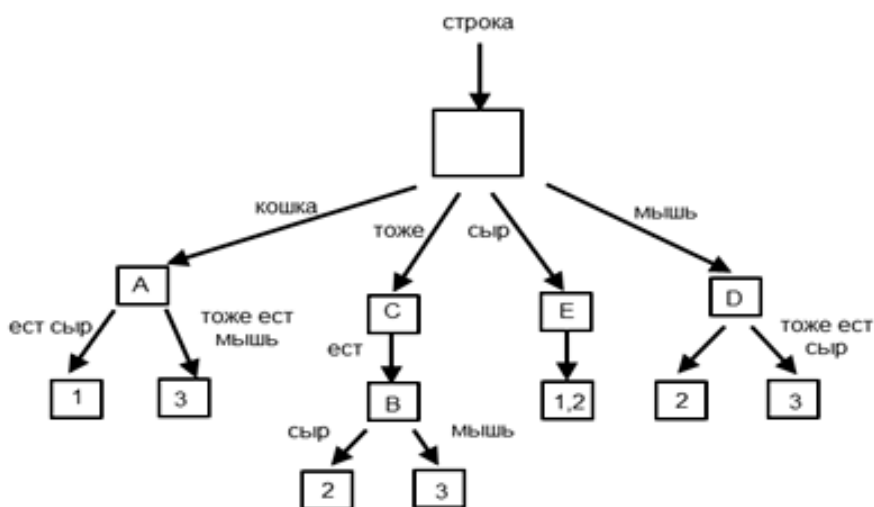 строка
кошка
тоже
сыр
мышь
A
C
E
D
ест сыр
тоже ест
мышь
ест
тоже ест
сыр
1
3
B
1,2
2
3
сыр
мышь
2
3